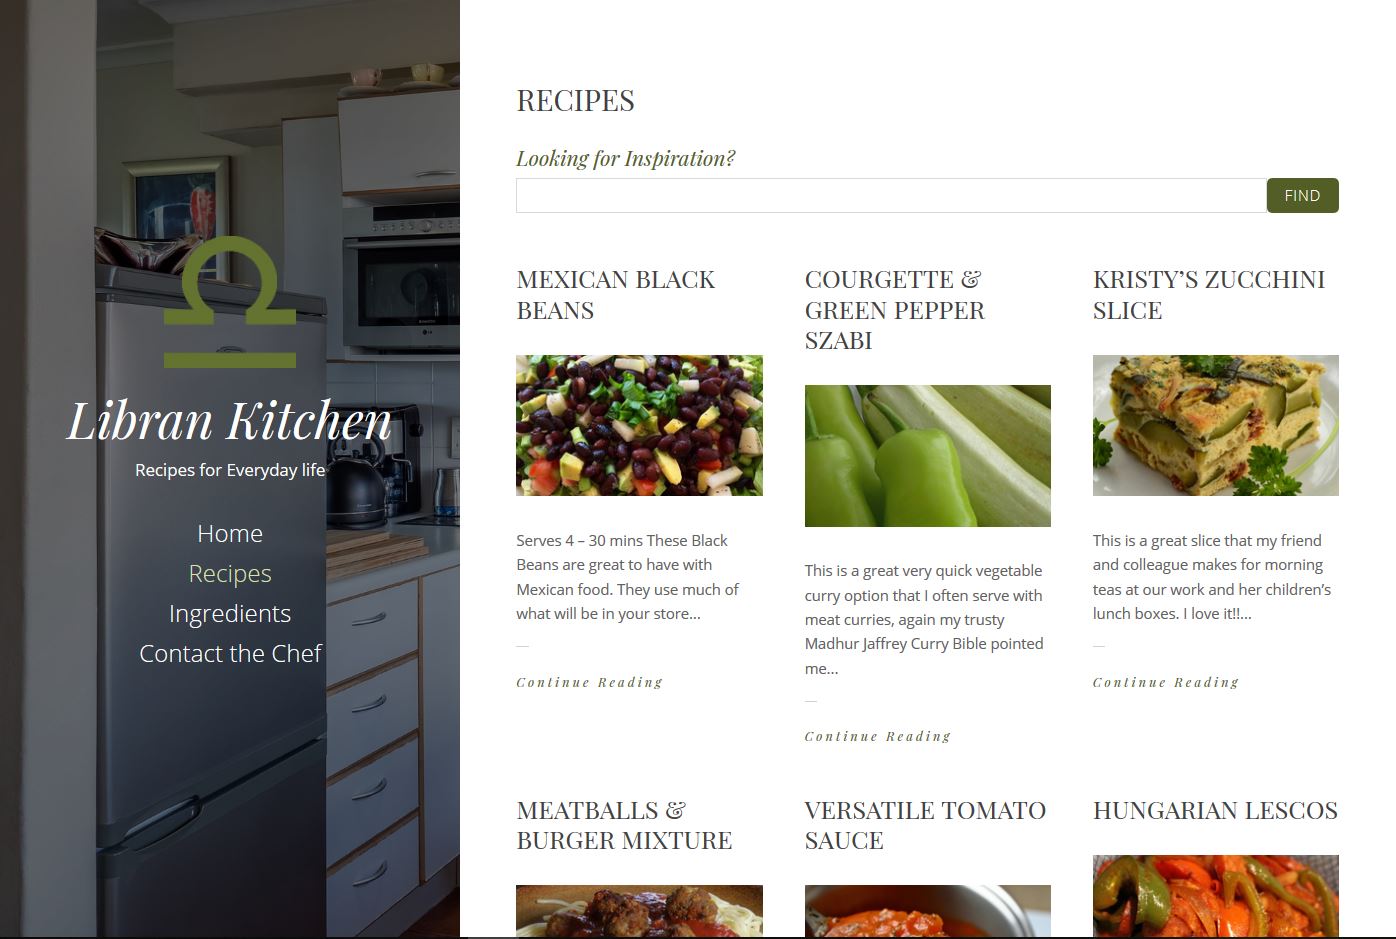 Libran Kitchen
Recipes for Everyday life
Home
Recipes
Ingredients
Contact the Chef
RECIPES
Looking for Inspiration?
FIND
MEXICAN BLACK
BEANS
Serves 4 – 30 mins These Black
Beans are great to have with
Mexican food. They use much of
what will be in your store...
—
Continue Reading
COURGETTE &
GREEN PEPPER
SZABI
This is a great very quick vegetable
curry option that I often serve with
meat curries, again my trusty
Madhur Jaffrey Curry Bible pointed
me...
—
Continue Reading
KRISTY’S ZUCCHINI
SLICE
This is a great slice that my friend
and colleague makes for morning
teas at our work and her children’s
lunch boxes. I love it!!...
—
Continue Reading
MEATBALLS &
BURGER MIXTURE
VERSATILE TOMATO
SAUCE
HUNGARIAN LESCOS